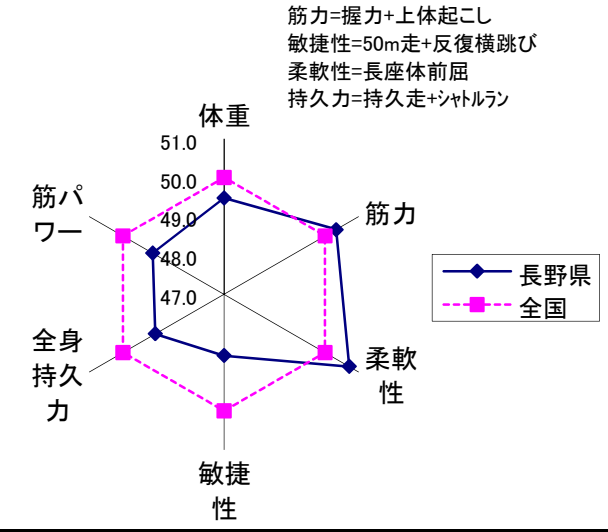 筋力=握力+上体起こし
敏捷性=50m走+反復横跳び
柔軟性=長座体前屈
持久力=持久走+ｼｬﾄﾙﾗﾝ
体重
51.0
50.0
49.0
48.0
47.0
筋力
柔軟
性
敏捷
性
全身
持久
力
筋パ
ワー
長野県
全国